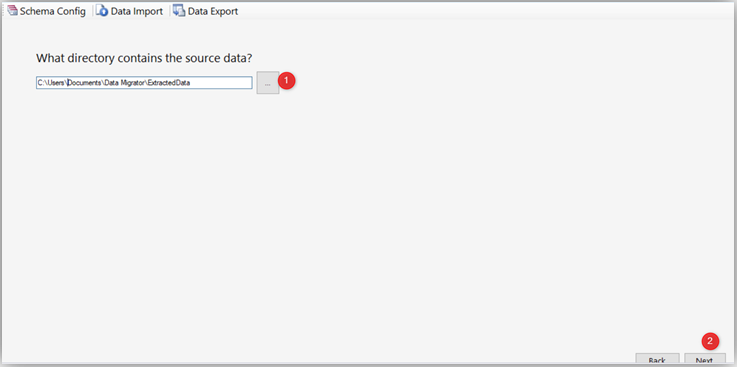 Schema Config Data Import Data Export
What directory contains the source data?
C:\Users\Documents\Data Migrator\ExtractedData
... 1
2
Back Next